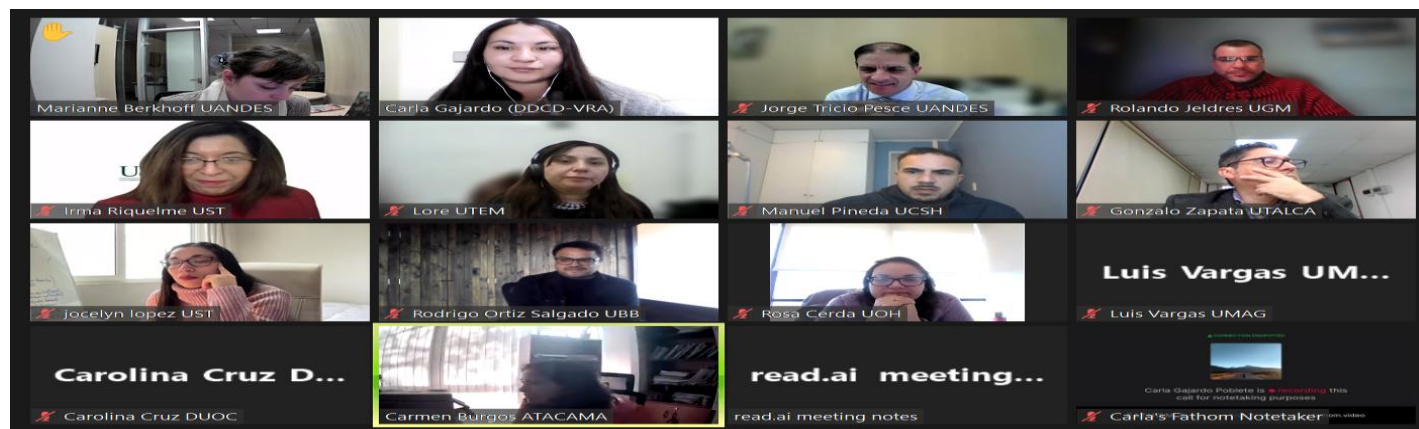 Marianne Berkhoff UANDES
Carla Gajardo (DDCD-VRA)
Jorge Tricio Pesce UANDES
Rolando Jeldres UGM
U
Irma Riquelme UST
Lore UTEM
Manuel Pineda UCSH
Gonzalo Zapata UTALCA
jocelyn lopez UST
Rodrigo Ortiz Salgado UBB
Rosa Cerda UOH
Luis Vargas UM...
Luis Vargas UMAG
Carolina Cruz D...
Carolina Cruz DUOC
Carmen Burgos ATACAMA
read.ai meeting...
read.ai meeting notes
Carla Gajardo Poblete is recording this
call for notetaking purposes
Carla's Fathom Notetaker
om.video